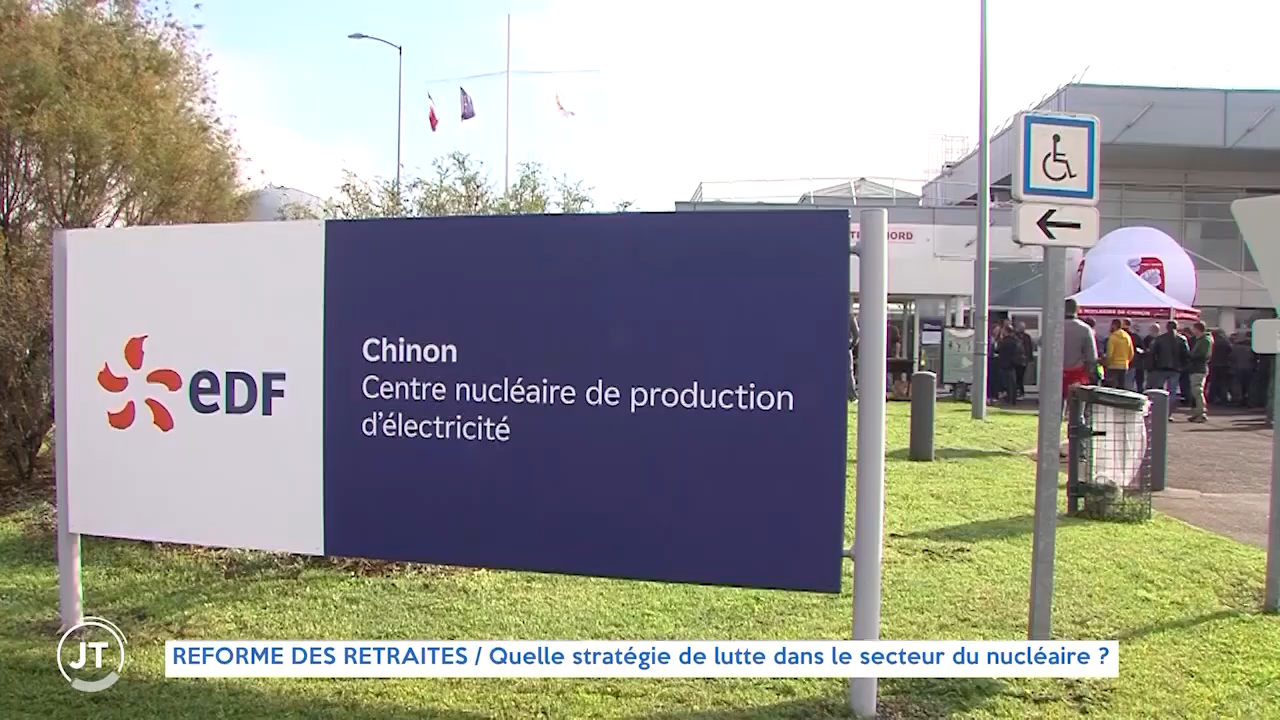 eDF
Chinon
Centre nucléaire de production
d'électricité
JT
REFORME DES RETRAITES / Quelle stratégie de lutte dans le secteur du nucléaire ?